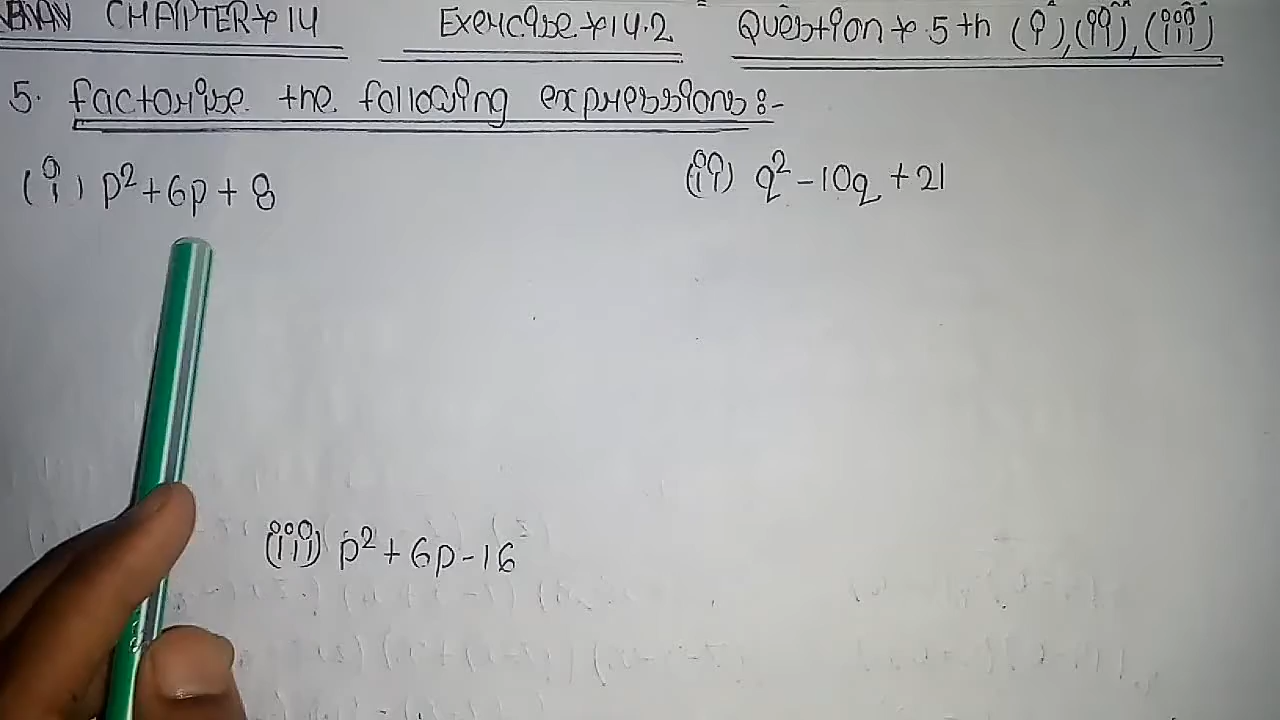 CHAPTER→14 Exercise→14.2 Question→5th (i),(ii),(iii)
5. factorise the following expressions:-
(i) p²+6p+8 (ii) q²-10q+21
(iii) p²+6p-16